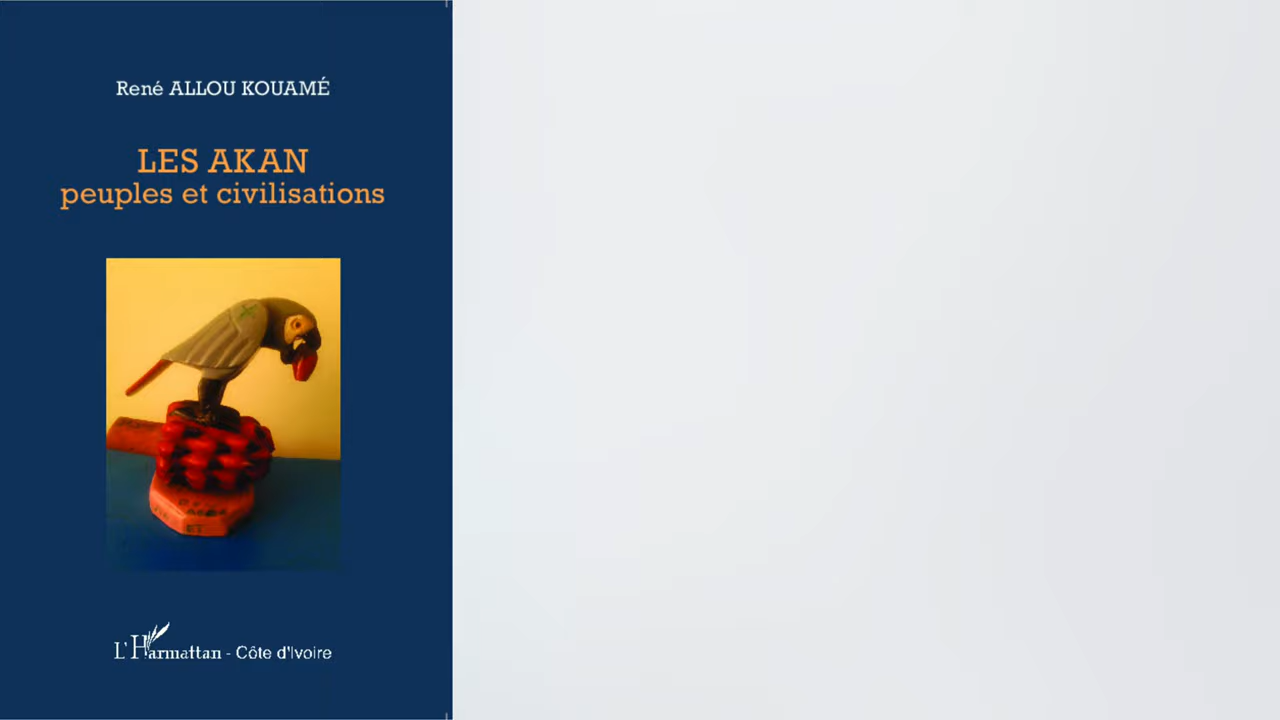 René ALLOU KOUAMÉ
LES AKAN
peuples et civilisations
L'Harmattan - Côte d'Ivoire